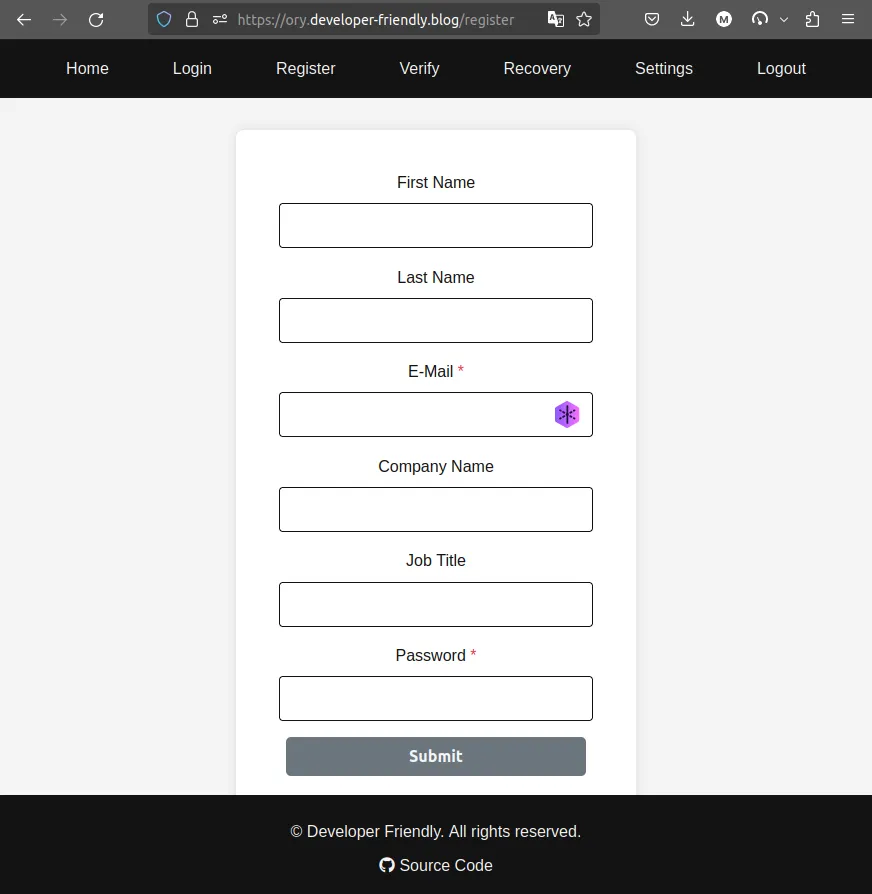 https://ory.developer-friendly.blog/register
Home Login Register Verify Recovery Settings Logout
First Name
Last Name
E-Mail *
Company Name
Job Title
Password *
Submit
© Developer Friendly. All rights reserved.
Source Code